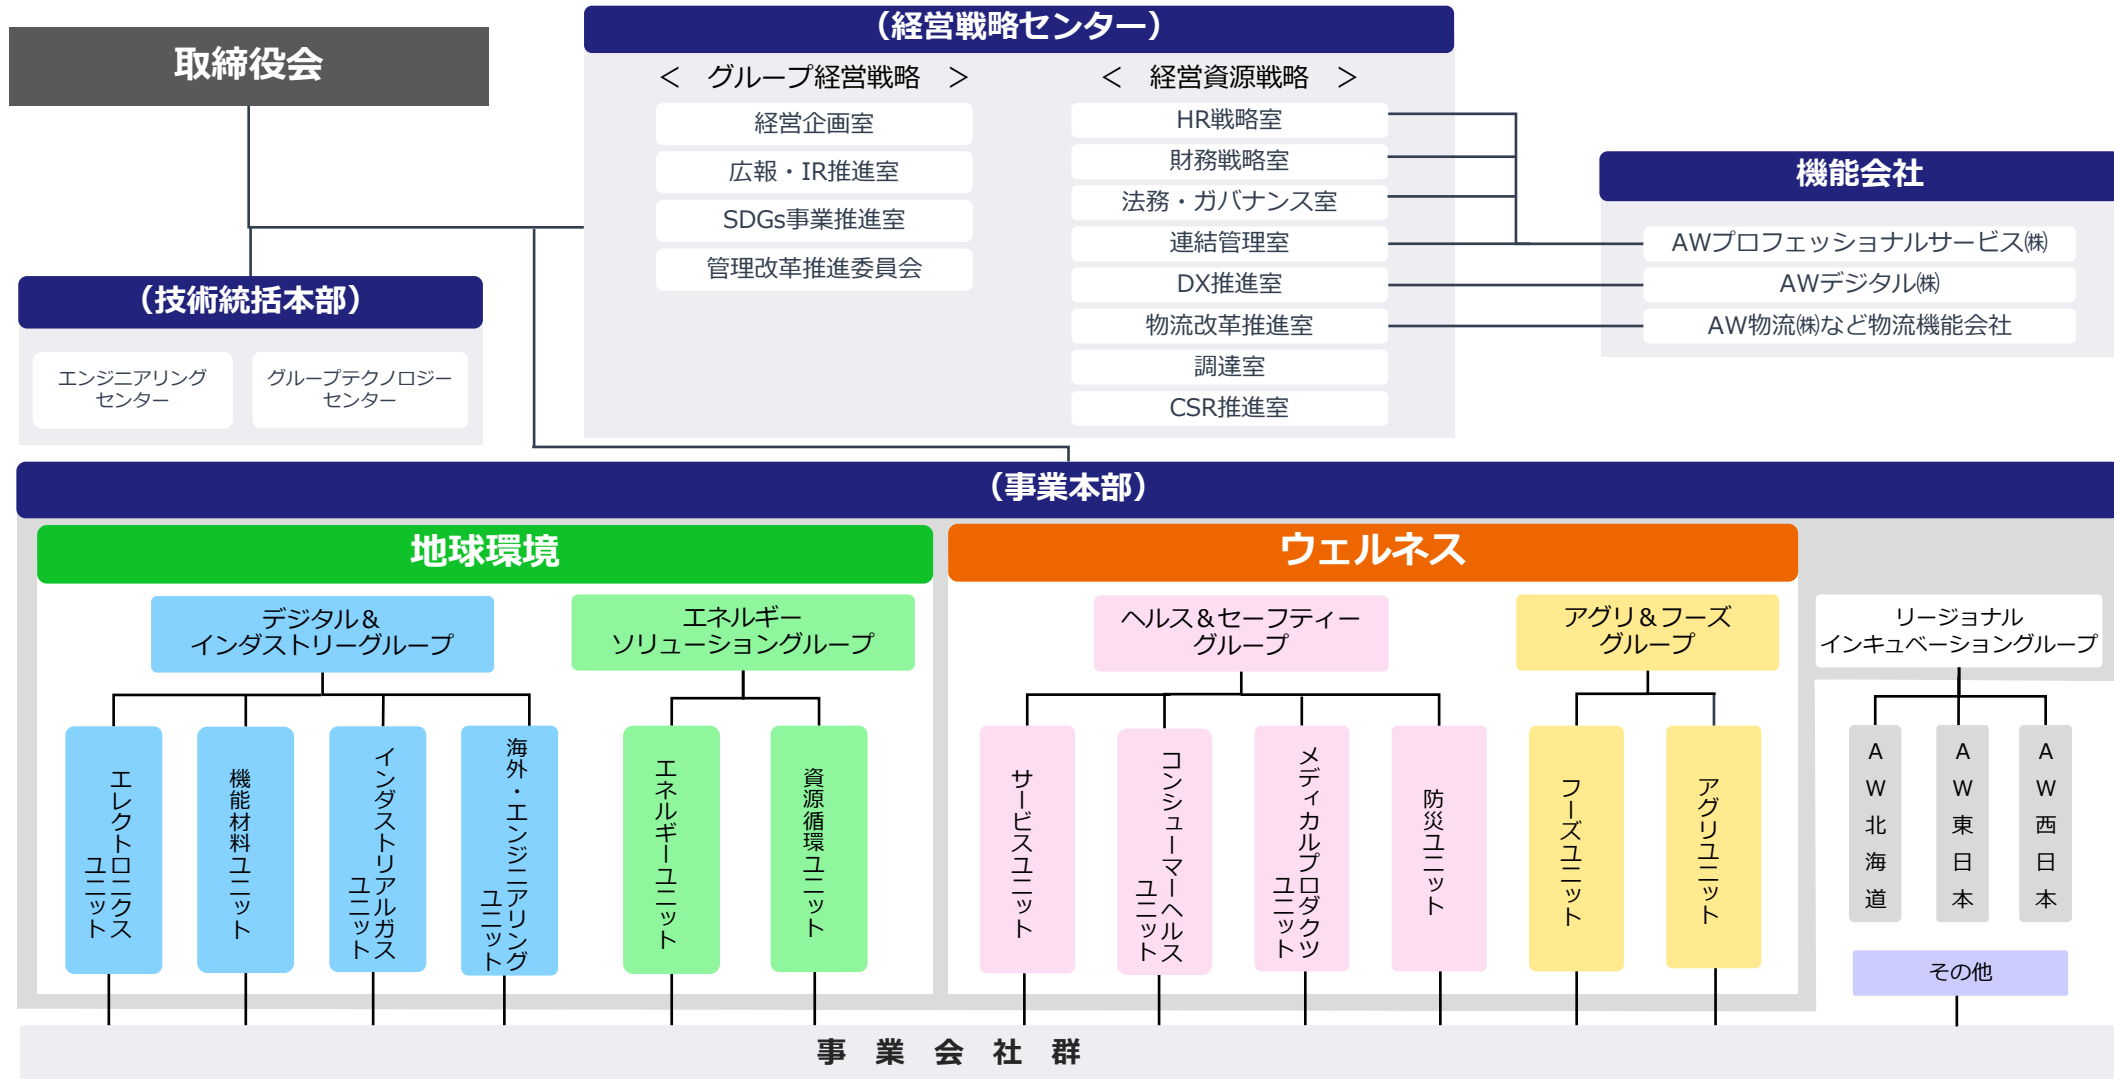 取締役会
（経営戦略センター）
＜　グループ経営戦略　＞
経営企画室
広報・IR推進室
SDGs事業推進室
管理改革推進委員会
＜　経営資源戦略　＞
HR戦略室
財務戦略室
法務・ガバナンス室
連結管理室
DX推進室
物流改革推進室
調達室
CSR推進室
機能会社
AWプロフェッショナルサービス㈱
AWデジタル㈱
AW物流㈱など物流機能会社
（技術統括本部）
エンジニアリング
センター
グループテクノロジー
センター
（事業本部）
地球環境
デジタル＆
インダストリーグループ
エレクトロニクス
ユニット
機能材料ユニット
インダストリアルガス
ユニット
海外・エンジニアリング
ユニット
エネルギー
ソリューショングループ
エネルギーユニット
資源循環ユニット
ウェルネス
ヘルス＆セーフティー
グループ
サービスユニット
コンシューマーヘルス
ユニット
メディカルプロダクツ
ユニット
防災ユニット
アグリ＆フーズ
グループ
フーズユニット
アグリユニット
リージョナル
インキュベーショングループ
AW北海道
AW東日本
AW西日本
その他
事 業 会 社 群